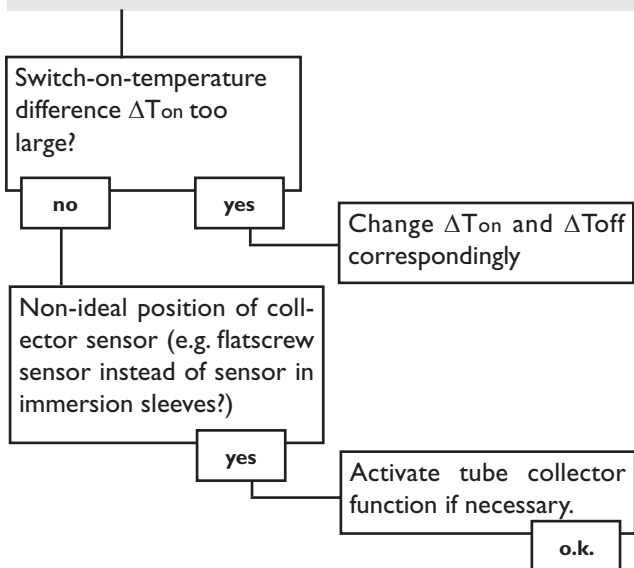 Switch-on-temperature
difference ΔTon too
large?
no
yes
Change ΔTon and ΔToff
correspondingly
Non-ideal position of coll-
ector sensor (e.g. flatscrew
sensor instead of sensor in
immersion sleeves?)
yes
Activate tube collector
function if necessary.
o.k.